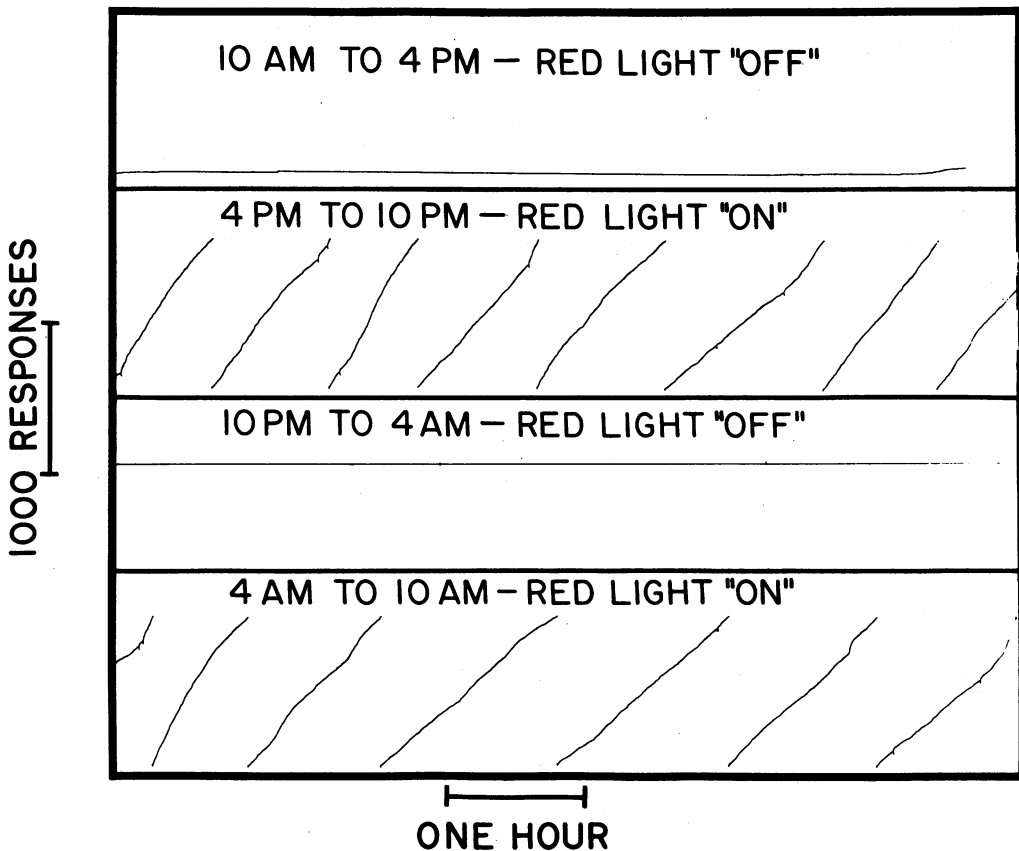 10 AM TO 4 PM — RED LIGHT "OFF"
4 PM TO 10 PM — RED LIGHT "ON"
10 PM TO 4 AM — RED LIGHT "OFF"
4 AM TO 10 AM — RED LIGHT "ON"
1000 RESPONSES
ONE HOUR